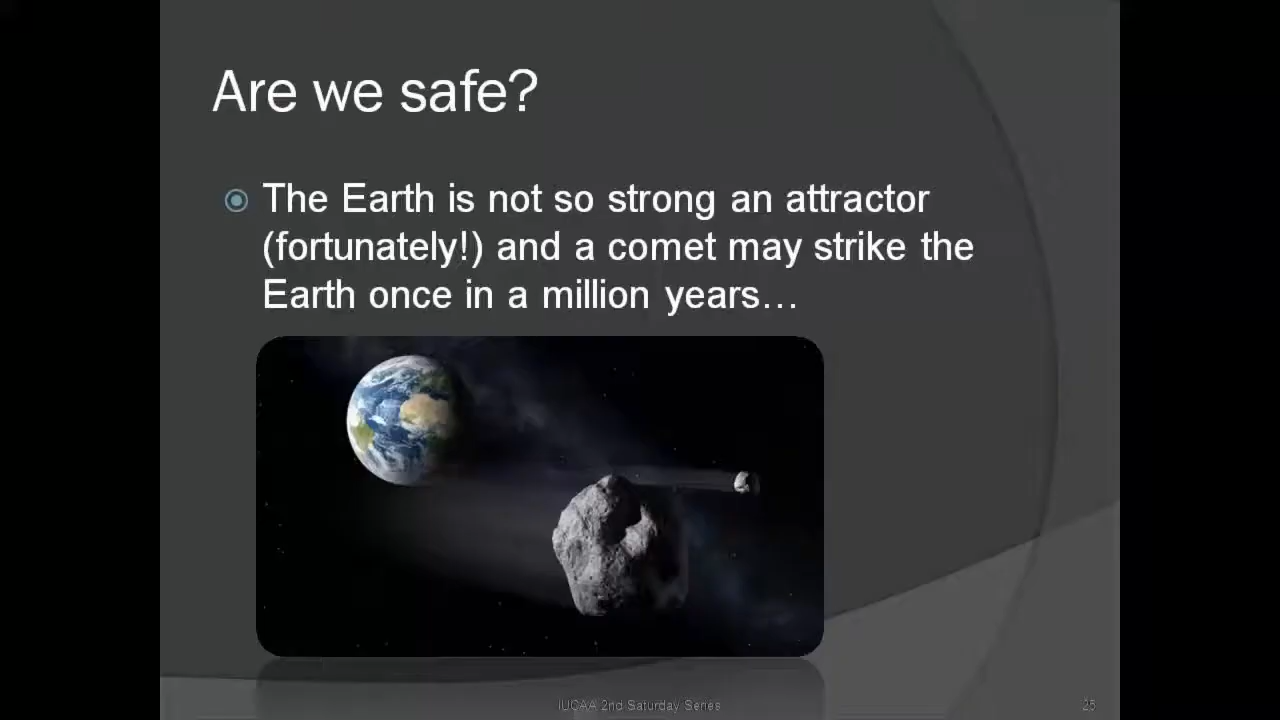 Are we safe?
The Earth is not so strong an attractor
(fortunately!) and a comet may strike the
Earth once in a million years…
IUCAA 2nd Saturday Series
25